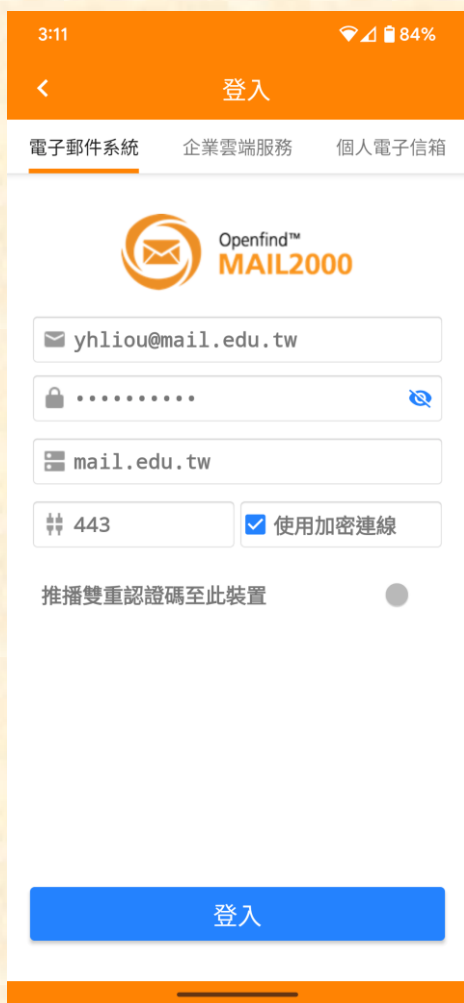 3:11 84%
登入
電子郵件系統 企業雲端服務 個人電子信箱
Openfind™
MAIL2000
yhliou@mail.edu.tw
••••••••••
mail.edu.tw
443 使用加密連線
推播雙重認證碼至此裝置
登入